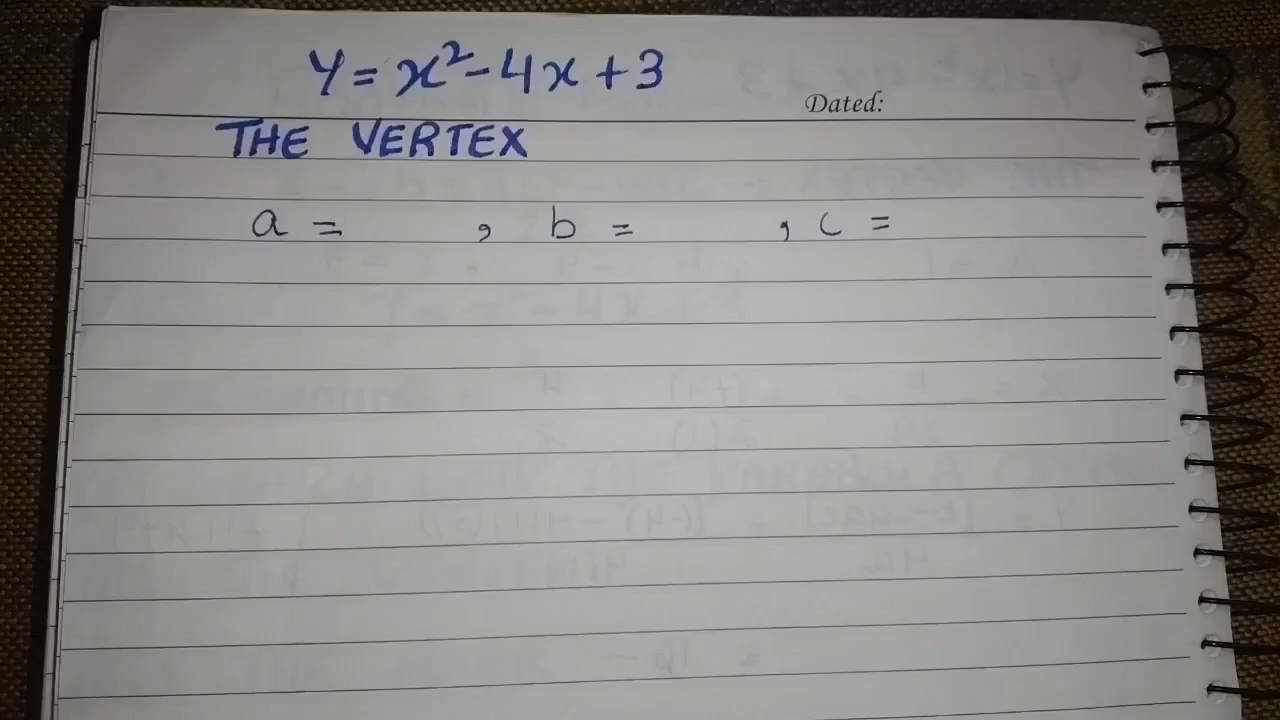 Y = x² - 4x + 3
Dated:
THE VERTEX
a = , b = , c =